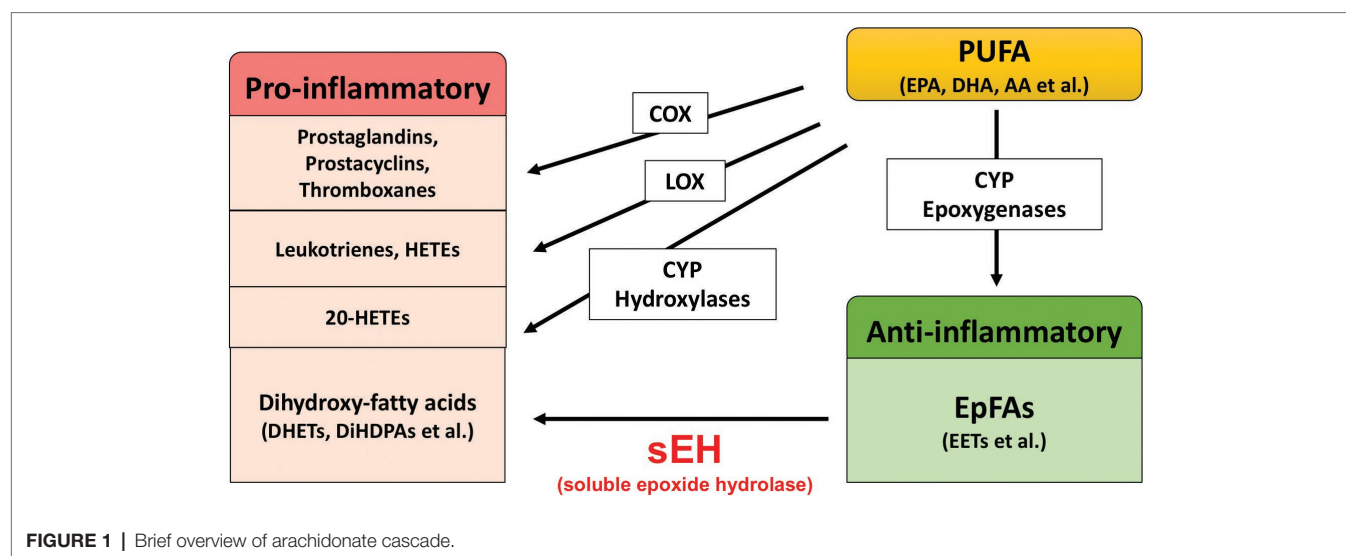 Pro-inflammatory
Prostaglandins,
Prostacyclins,
Thromboxanes
Leukotrienes, HETEs
20-HETEs
Dihydroxy-fatty acids
(DHETs, DiHDPAs et al.)
COX
LOX
CYP
Hydroxylases
PUFA
(EPA, DHA, AA et al.)
CYP
Epoxygenases
Anti-inflammatory
EpFAs
(EETs et al.)
sEH
(soluble epoxide hydrolase)
FIGURE 1 | Brief overview of arachidonate cascade.